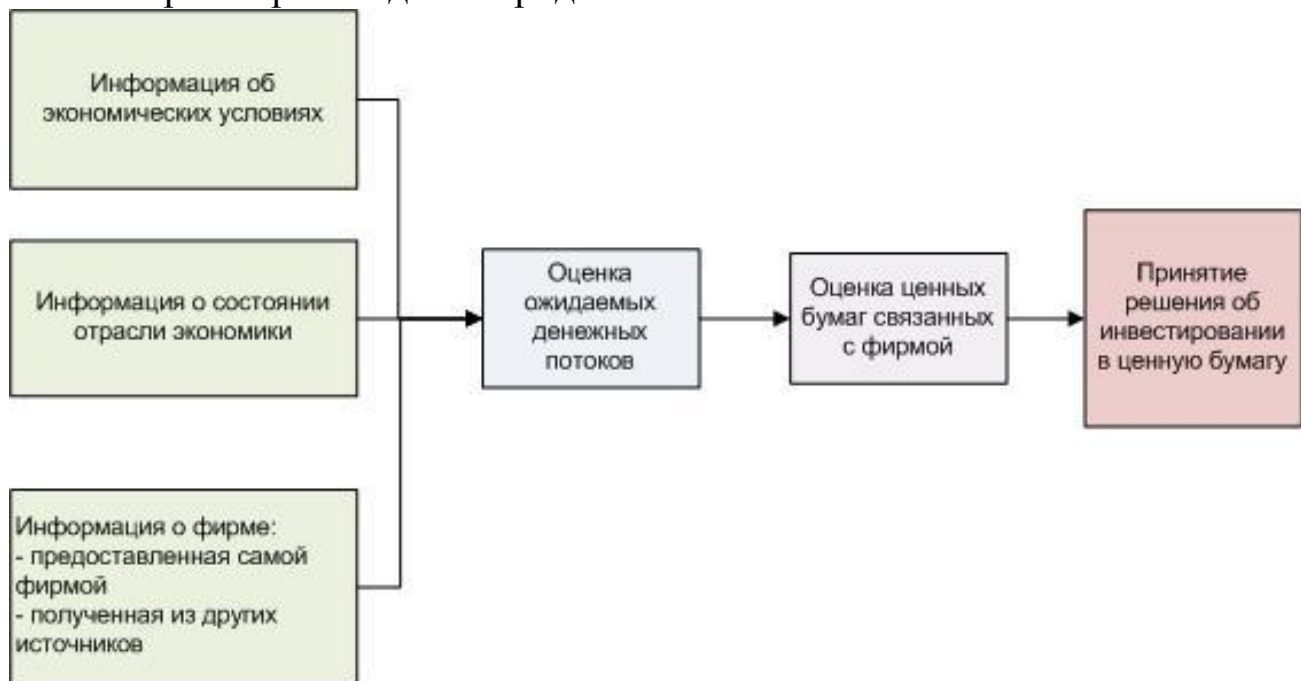 Информация об
экономических условиях
Информация о состоянии
отрасли экономики
Информация о фирме:
- предоставленная самой
фирмой
- полученная из других
источников
Оценка
ожидаемых
денежных
потоков
Оценка ценных
бумаг связанных
с фирмой
Принятие
решения об
инвестировании
в ценную бумагу